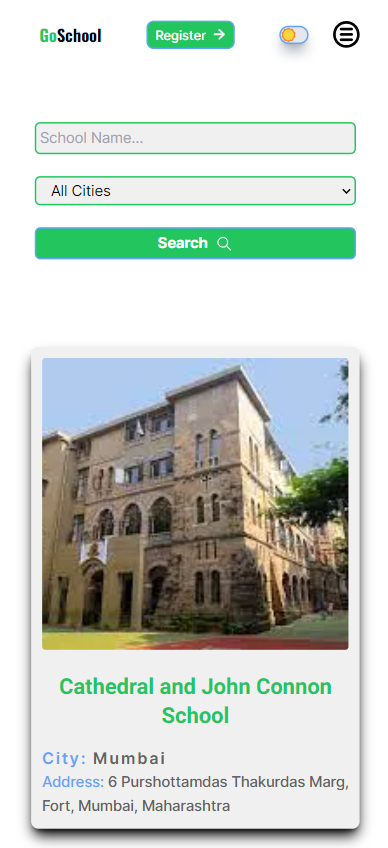 GoSchool
Register
School Name...
All Cities
Search
Cathedral and John Connon
School
City: Mumbai
Address: 6 Purshottamdas Thakurdas Marg,
Fort, Mumbai, Maharashtra